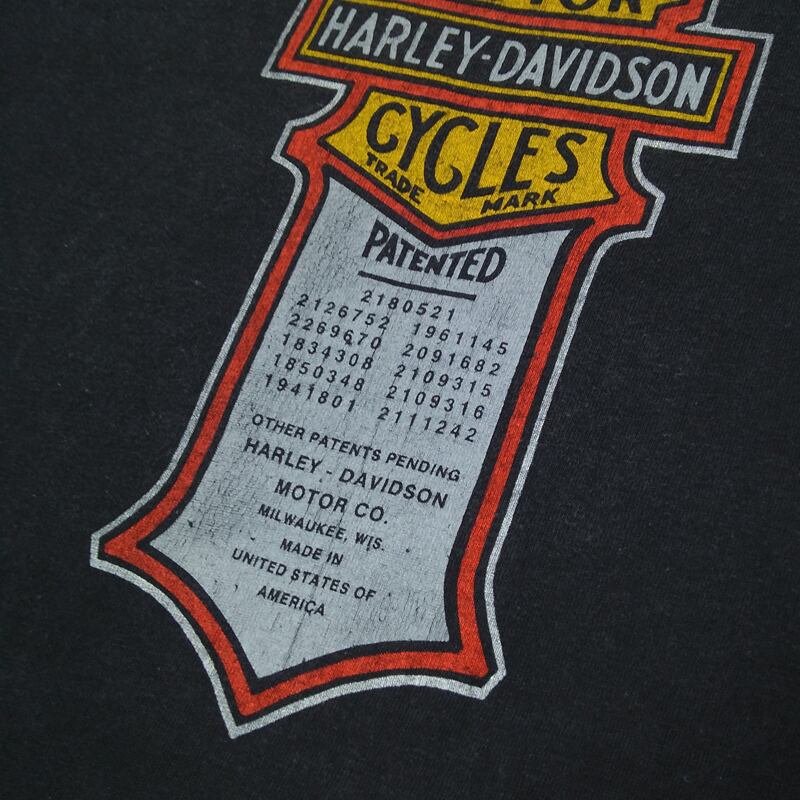 MOTOR
HARLEY-DAVIDSON
CYCLES
TRADE MARK
PATENTED
2180521
2126752 1961145
2269670 2091682
1834308 2109315
1850348 2109316
1941801 2111242
OTHER PATENTS PENDING
HARLEY - DAVIDSON
MOTOR CO.
MILWAUKEE, WIS.
MADE IN
UNITED STATES OF
AMERICA